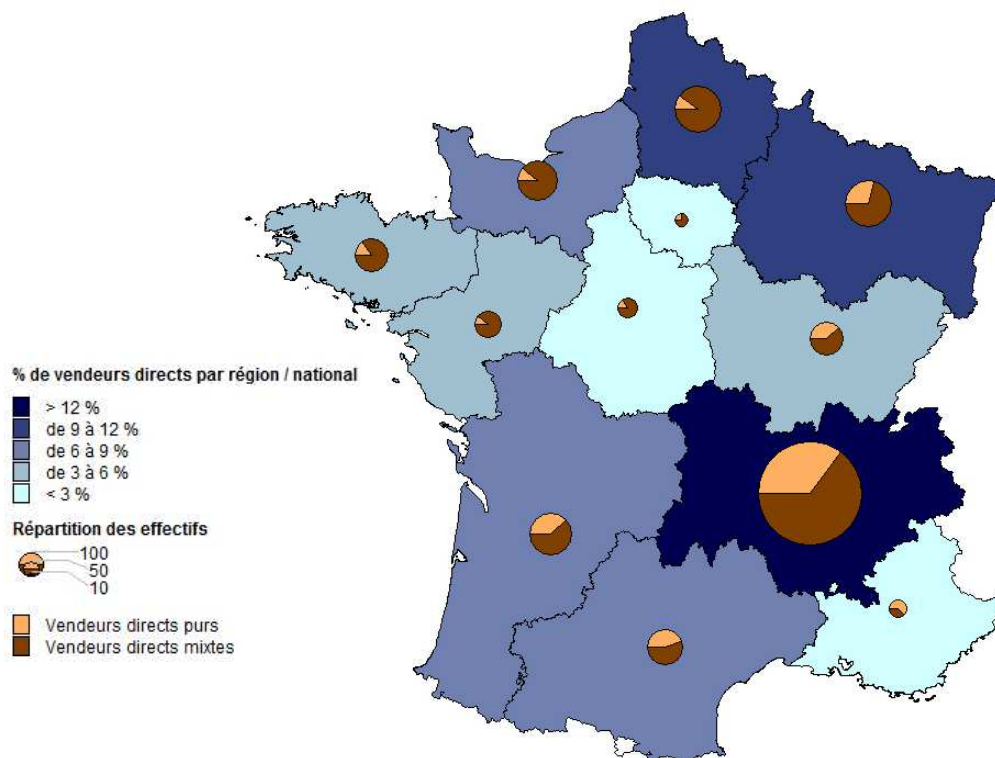 % de vendeurs directs par région / national
> 12 %
de 9 à 12 %
de 6 à 9 %
de 3 à 6 %
< 3 %
Répartition des effectifs
100
50
10
Vendeurs directs purs
Vendeurs directs mixtes